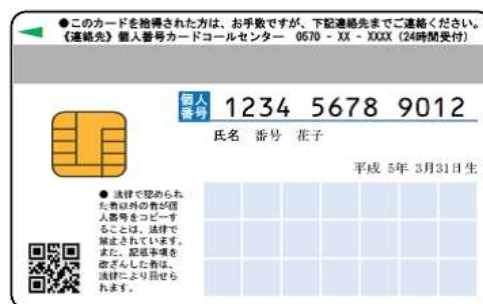 ●このカードを拾得された方は、お手数ですが、下記連絡先までご連絡ください。
《連絡先》個人番号カードコールセンター　0570 - XX - XXXX（24時間受付）
個人番号 1234 5678 9012
氏名 番号 花子
平成 5年 3月31日生
● 法律で認められ
た者以外の者が個
人番号をコピーす
ることは、法律で
禁止されています。
また、記載事項を
改ざんした者は、
法律により罰せら
れます。